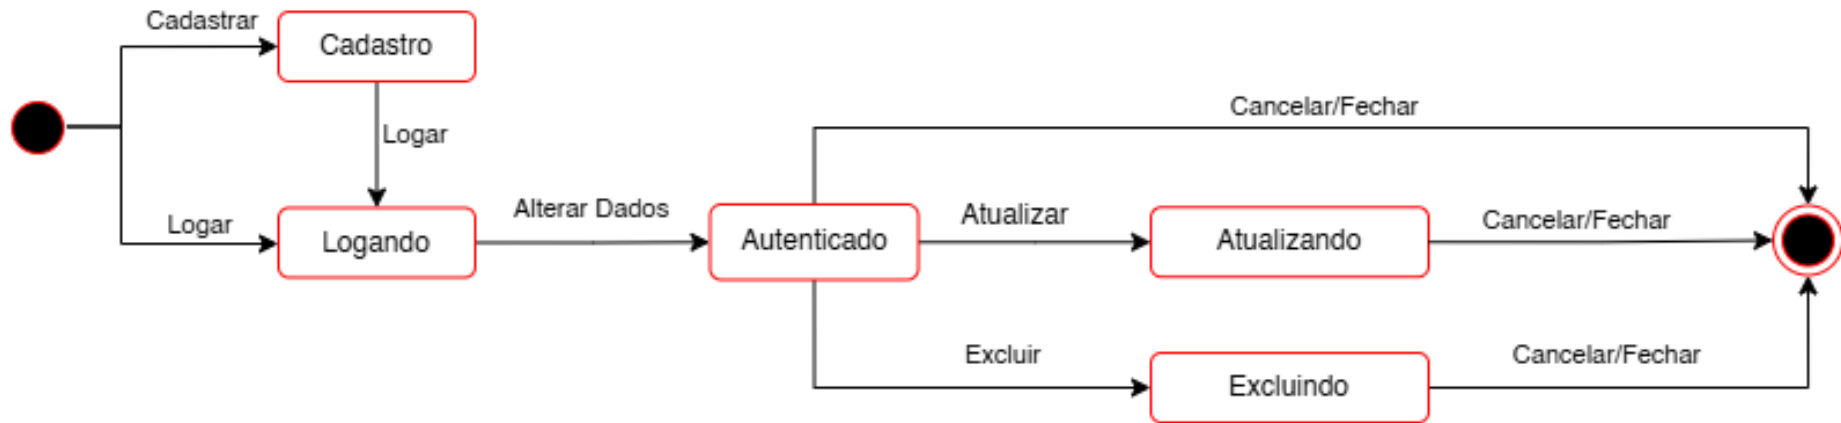 Cadastrar
Cadastro
Logar
Cancelar/Fechar
Logar
Logando
Alterar Dados
Autenticado
Atualizar
Atualizando
Cancelar/Fechar
Excluir
Excluindo
Cancelar/Fechar